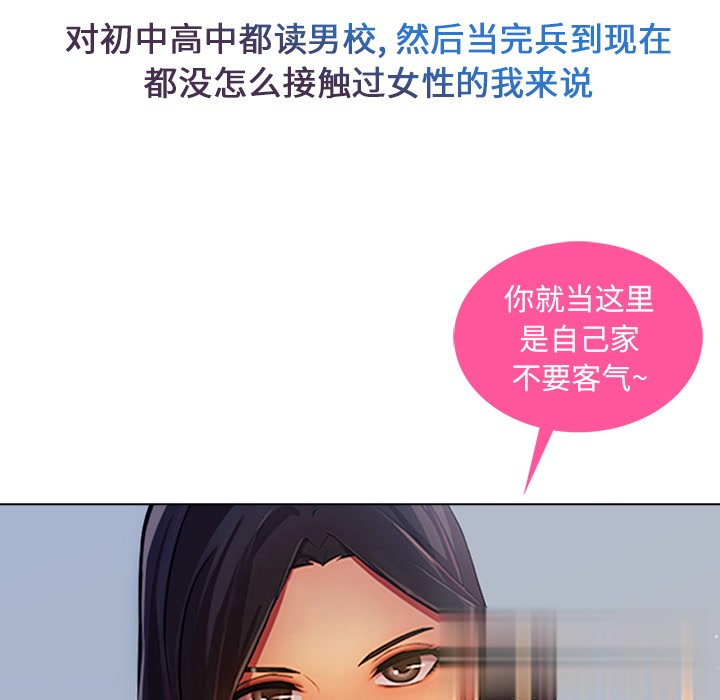 对初中高中都读男校, 然后当完兵到现在
都没怎么接触过女性的我来说
你就当这里
是自己家
不要客气~